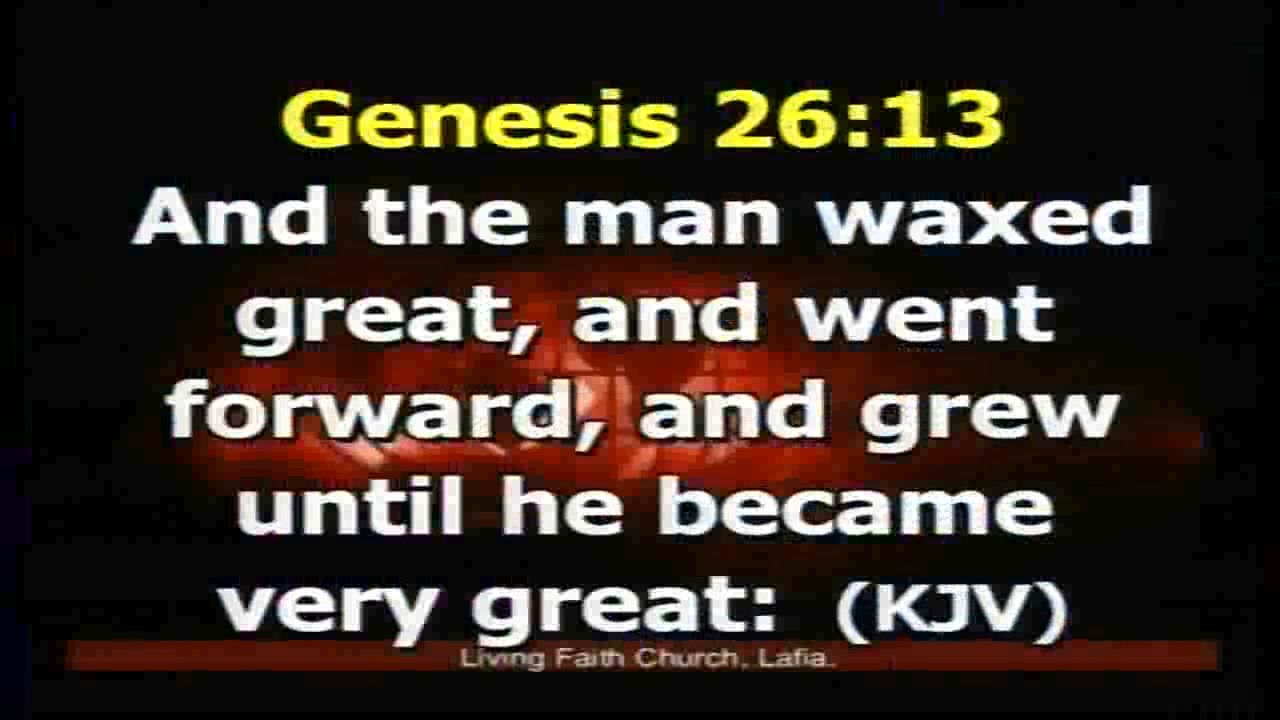 Genesis 26:13
And the man waxed
great, and went
forward, and grew
until he became
very great: (KJV)
Living Faith Church, Lafia.